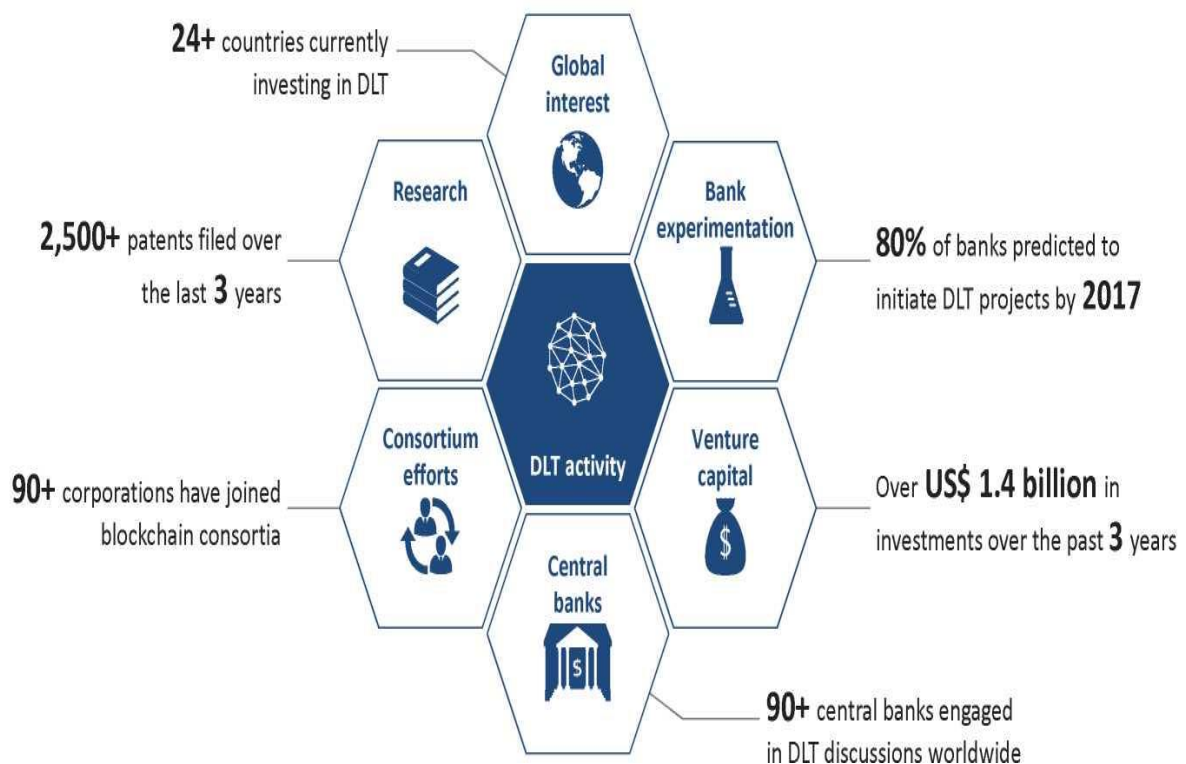 24+ countries currently
investing in DLT
Global
interest
Research
Bank
experimentation
2,500+ patents filed over
the last 3 years
80% of banks predicted to
initiate DLT projects by 2017
DLT activity
Consortium
efforts
Venture
capital
90+ corporations have joined
blockchain consortia
$
Over US$ 1.4 billion in
investments over the past 3 years
Central
banks
$
90+ central banks engaged
in DLT discussions worldwide